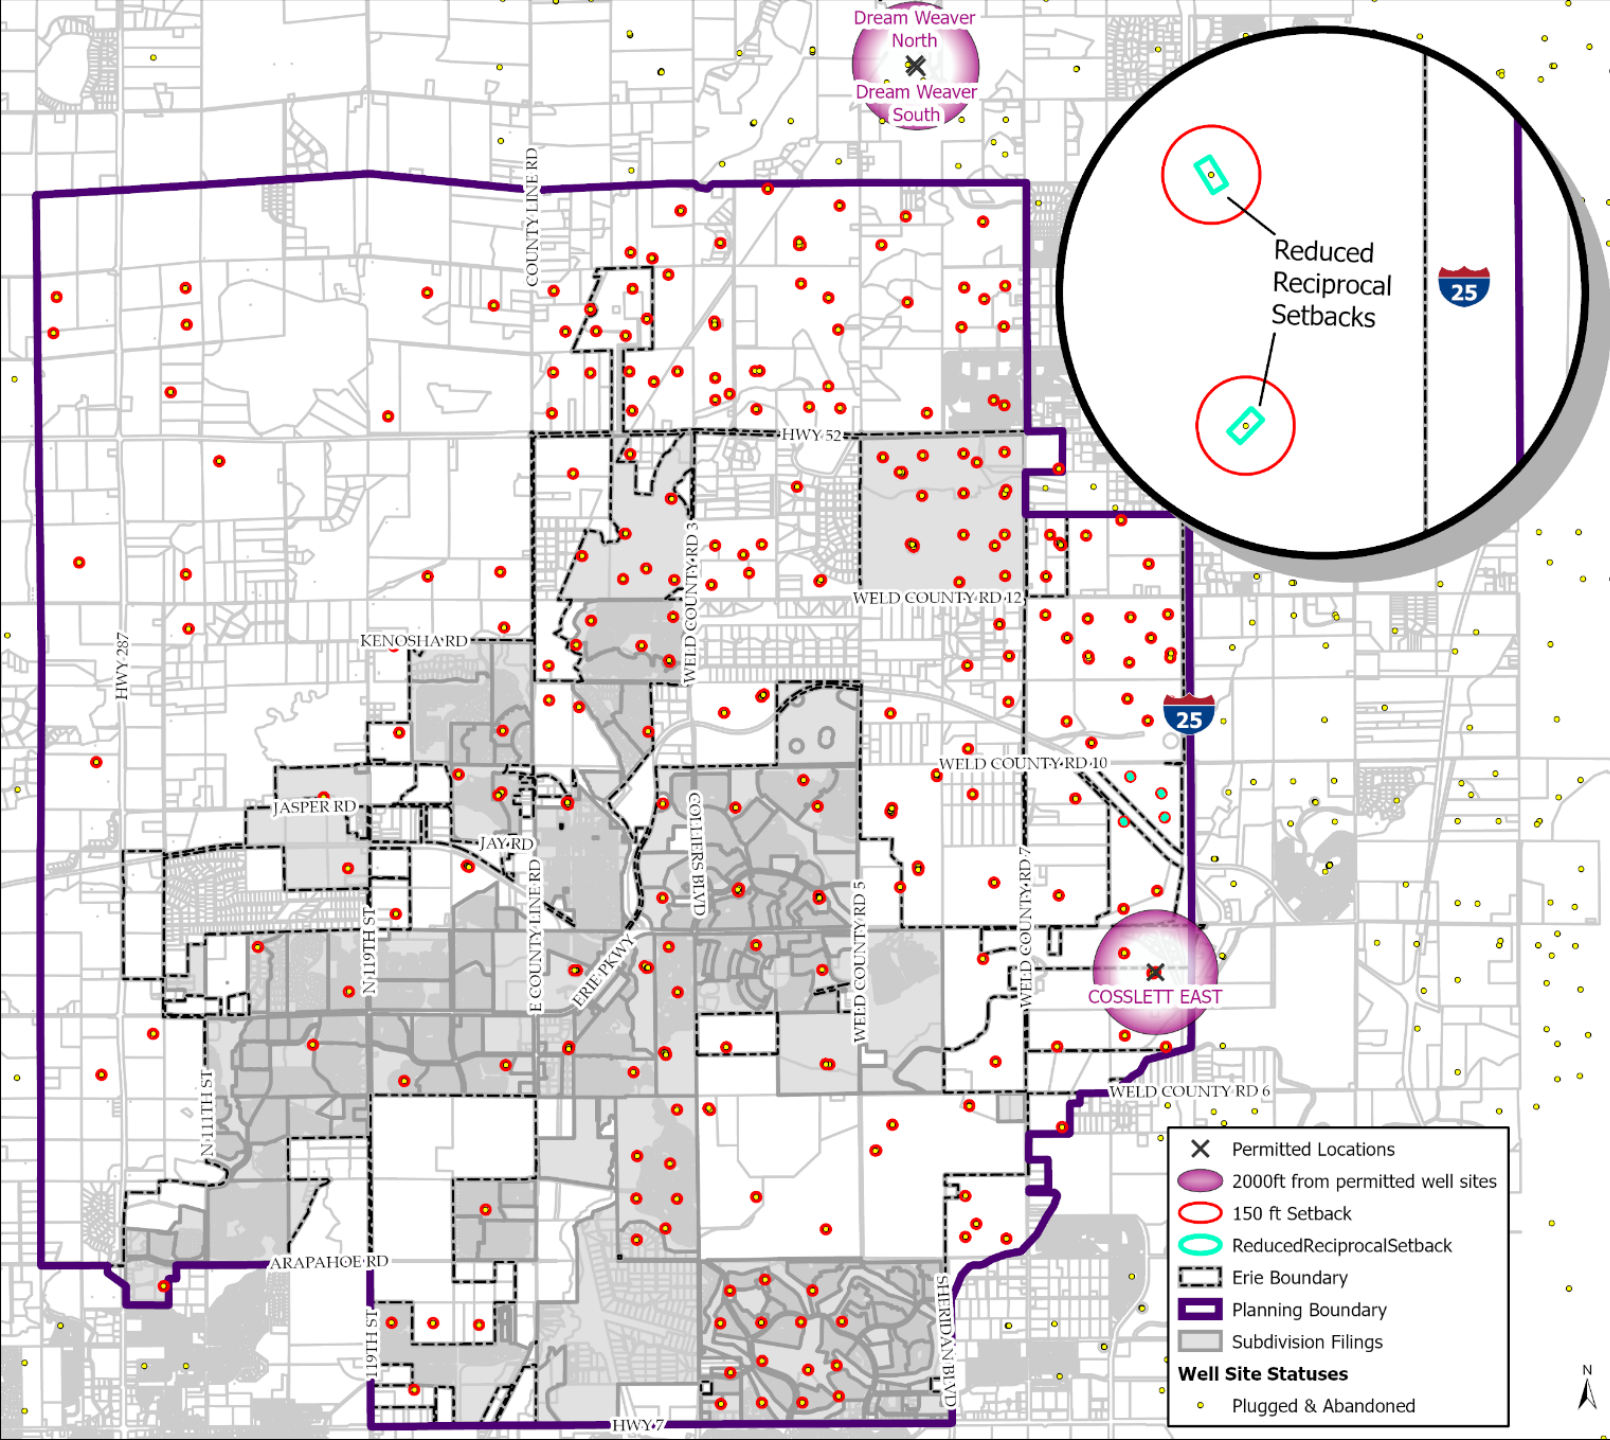 Dream Weaver
North
Dream Weaver
South
Reduced
Reciprocal
Setbacks
25
COUNTY LINE RD
HWY 52
WELD COUNTY RD 3
WELD COUNTY RD 12
KENOSHA RD
HWY 287
25
WELD COUNTY RD 10
JASPER RD
JAY RD
COLLIERS BLVD
E COUNTY LINE RD
N 119TH ST
ERIE PKWY
WELD COUNTY RD 5
WELD COUNTY RD 7
COSSLETT EAST
N 111TH ST
WELD COUNTY RD 6
ARAPAHOE RD
119TH ST
SHERIDAN BLVD
HWY 7
Permitted Locations
2000ft from permitted well sites
150 ft Setback
ReducedReciprocalSetback
Erie Boundary
Planning Boundary
Subdivision Filings
Well Site Statuses
Plugged & Abandoned
N